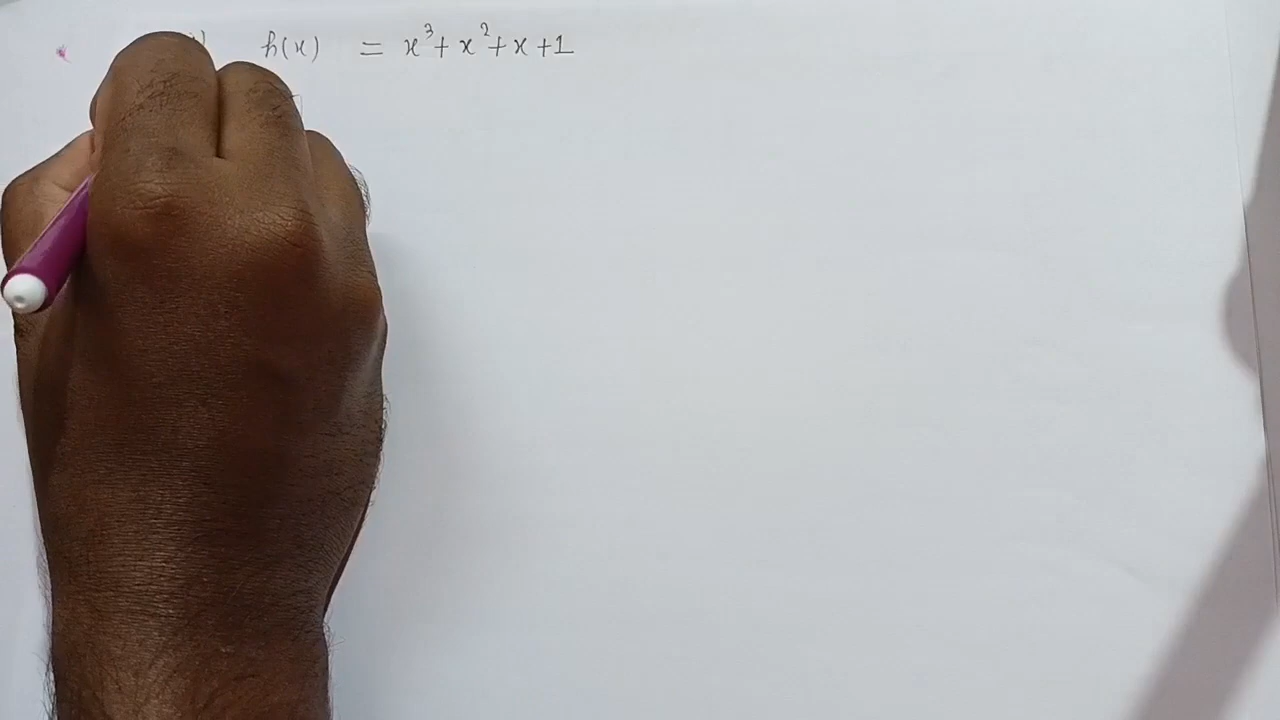 h(x) = x³ + x² + x + 1